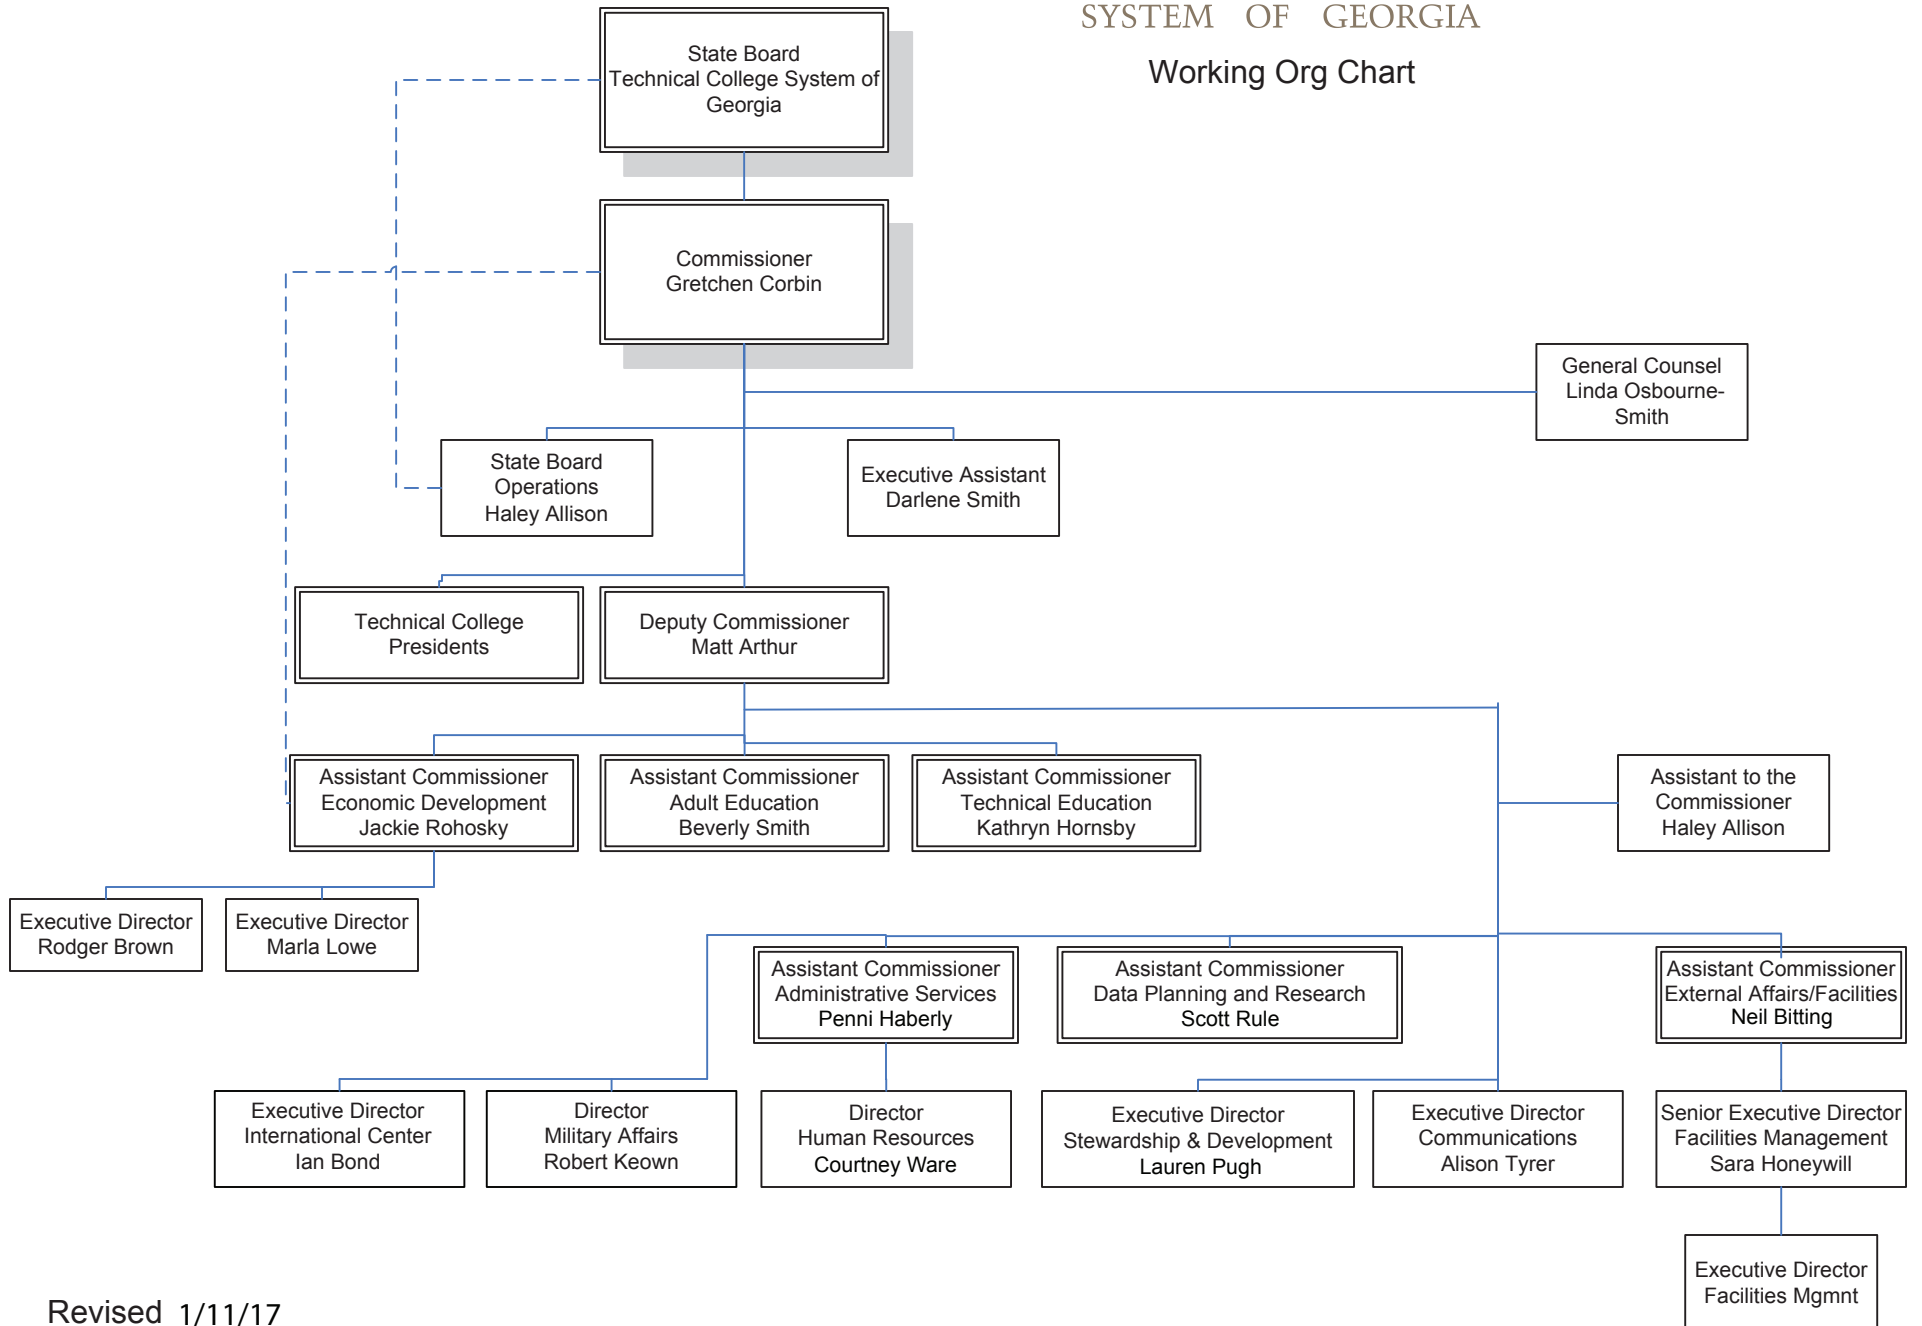 SYSTEM OF GEORGIA
Working Org Chart
State Board
Technical College System of
Georgia
Commissioner
Gretchen Corbin
General Counsel
Linda Osbourne-
Smith
State Board
Operations
Haley Allison
Executive Assistant
Darlene Smith
Technical College
Presidents
Deputy Commissioner
Matt Arthur
Assistant Commissioner
Economic Development
Jackie Rohosky
Assistant Commissioner
Adult Education
Beverly Smith
Assistant Commissioner
Technical Education
Kathryn Hornsby
Assistant to the
Commissioner
Haley Allison
Executive Director
Rodger Brown
Executive Director
Marla Lowe
Assistant Commissioner
Administrative Services
Penni Haberly
Assistant Commissioner
Data Planning and Research
Scott Rule
Assistant Commissioner
External Affairs/Facilities
Neil Bitting
Executive Director
International Center
Ian Bond
Director
Military Affairs
Robert Keown
Director
Human Resources
Courtney Ware
Executive Director
Stewardship & Development
Lauren Pugh
Executive Director
Communications
Alison Tyrer
Senior Executive Director
Facilities Management
Sara Honeywill
Executive Director
Facilities Mgmnt
Revised 1/11/17